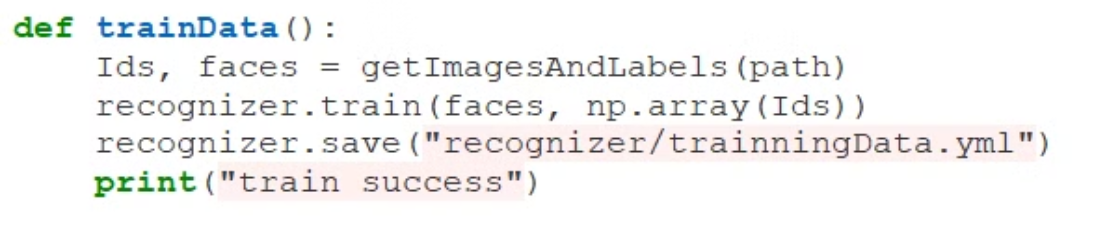 def trainData():
    Ids, faces = getImagesAndLabels(path)
    recognizer.train(faces, np.array(Ids))
    recognizer.save("recognizer/trainningData.yml")
    print("train success")